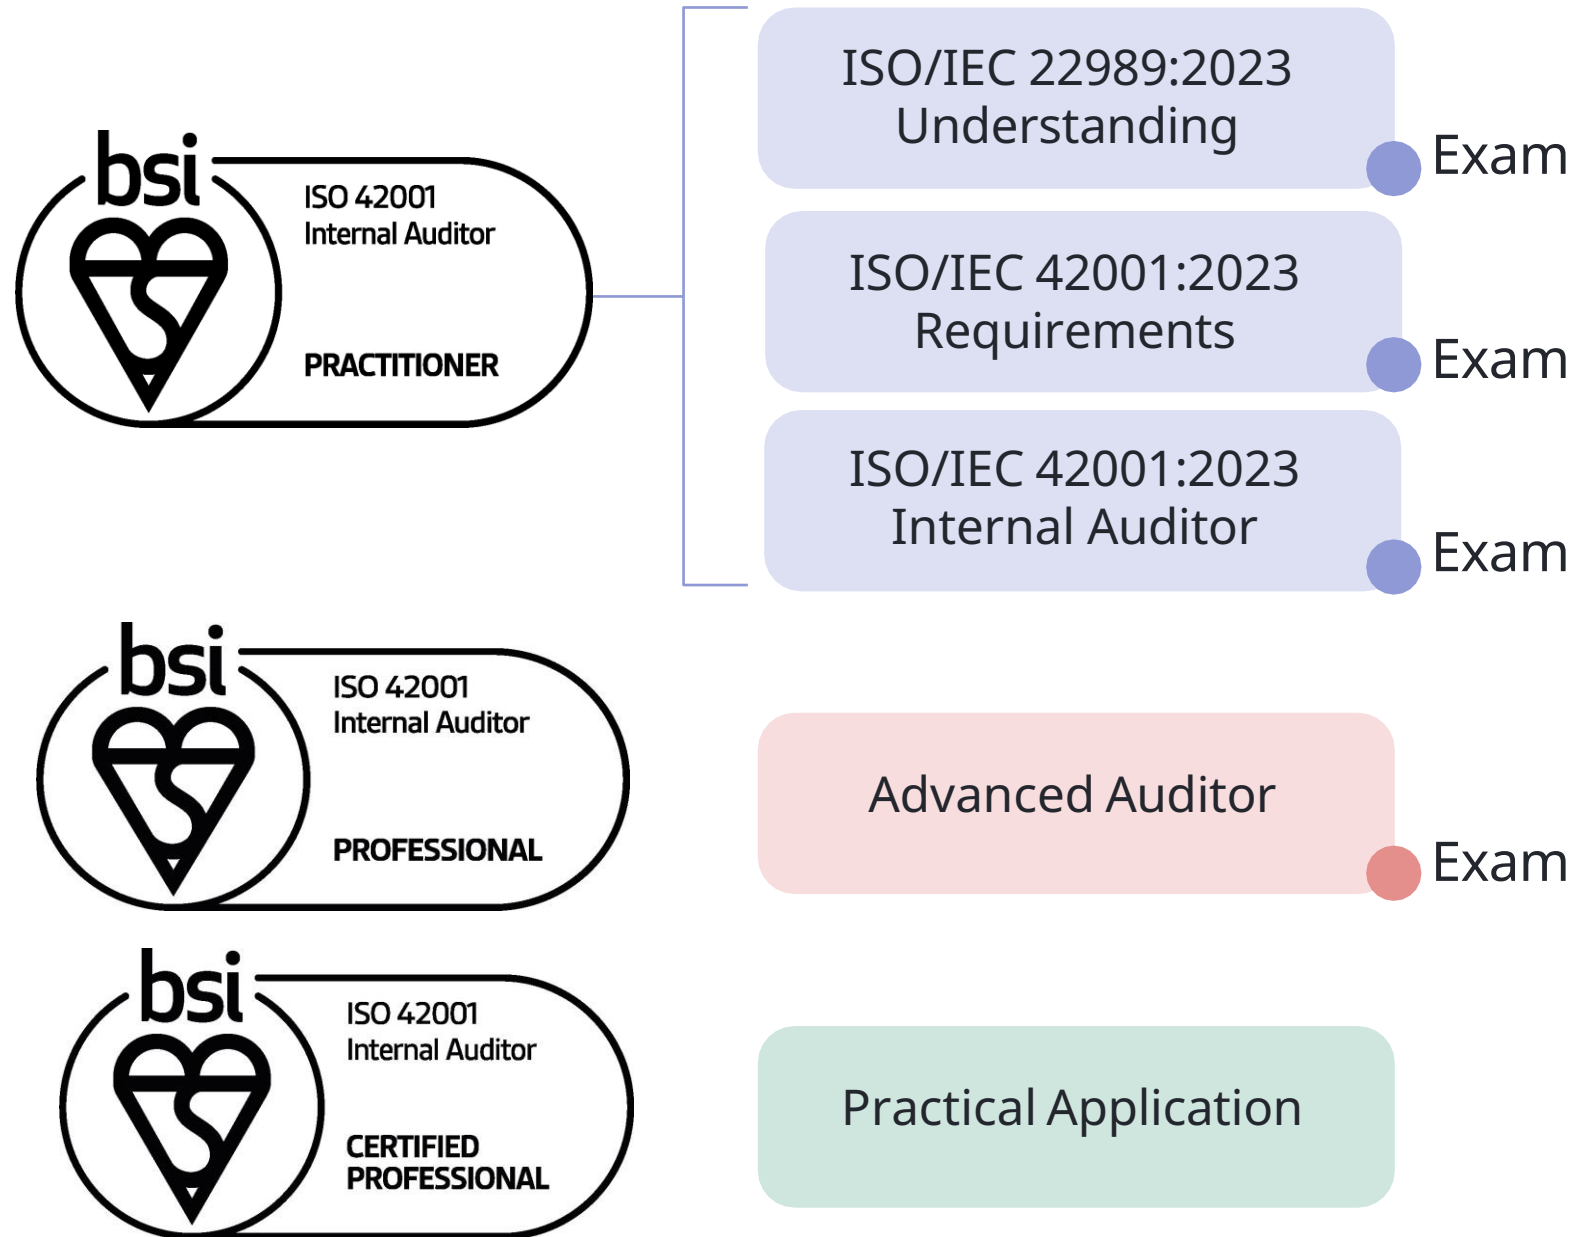 bsi
ISO 42001
Internal Auditor
PRACTITIONER
ISO/IEC 22989:2023
Understanding
Exam
ISO/IEC 42001:2023
Requirements
Exam
ISO/IEC 42001:2023
Internal Auditor
Exam
bsi
ISO 42001
Internal Auditor
PROFESSIONAL
Advanced Auditor
Exam
bsi
ISO 42001
Internal Auditor
CERTIFIED
PROFESSIONAL
Practical Application